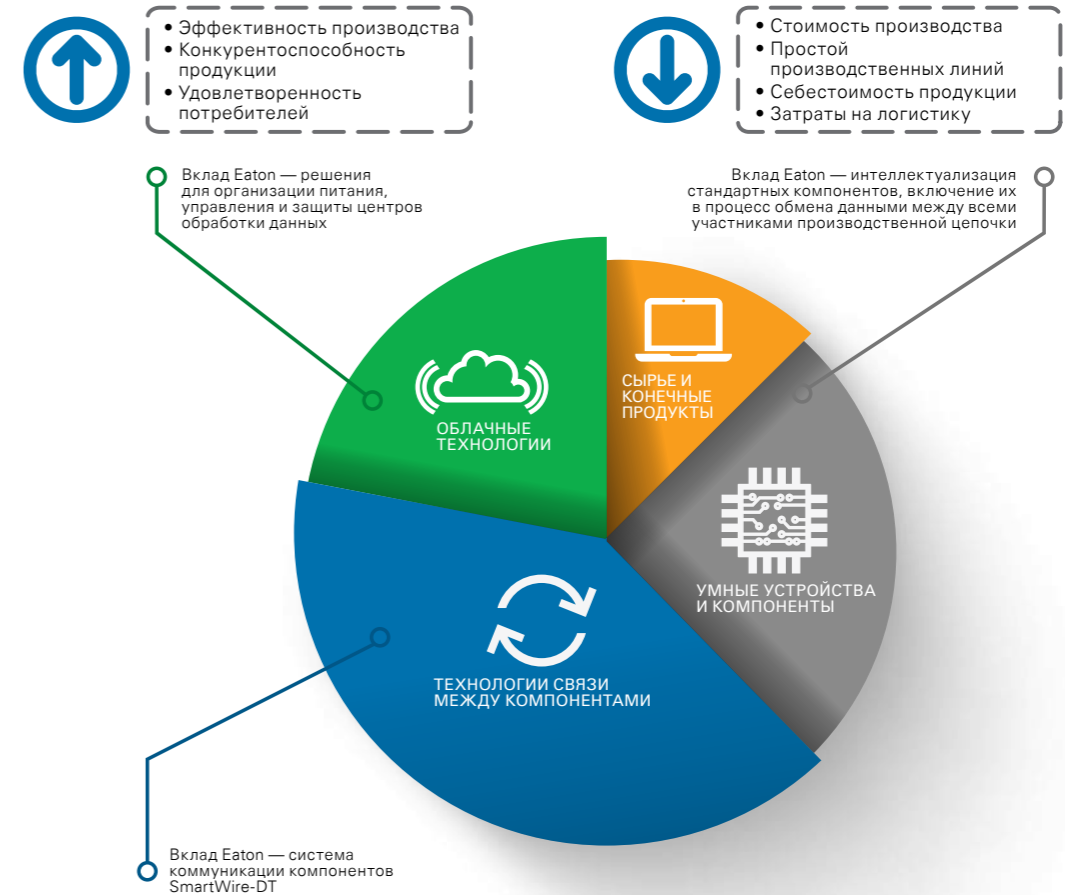 • Эффективность производства
• Конкурентоспособность
продукции
• Удовлетворенность
потребителей
• Стоимость производства
• Простой
производственных линий
• Себестоимость продукции
• Затраты на логистику
Вклад Eaton — решения
для организации питания,
управления и защиты центров
обработки данных
Вклад Eaton — интеллектуализация
стандартных компонентов, включение их
в процесс обмена данными между всеми
участниками производственной цепочки
ОБЛАЧНЫЕ
ТЕХНОЛОГИИ
СЫРЬЕ И
КОНЕЧНЫЕ
ПРОДУКТЫ
УМНЫЕ УСТРОЙСТВА
И КОМПОНЕНТЫ
ТЕХНОЛОГИИ СВЯЗИ
МЕЖДУ КОМПОНЕНТАМИ
Вклад Eaton — система
коммуникации компонентов
SmartWire-DT